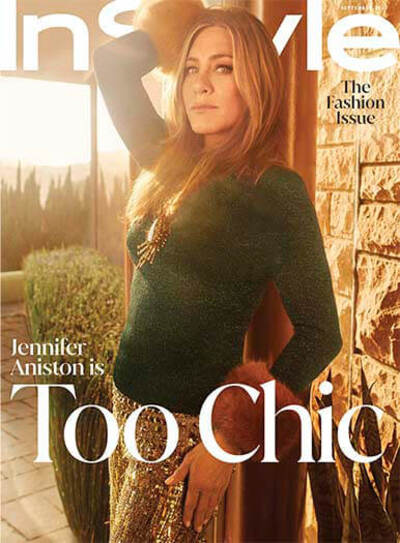 InStyle
The
Fashion
Issue
Jennifer
Aniston is
Too Chic